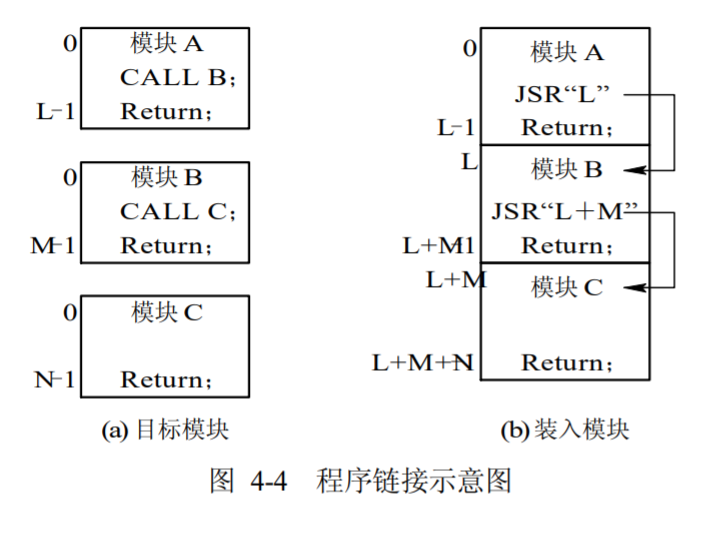 0
模块 A
CALL B；
L-1
Return；
0
模块 B
CALL C；
M-1
Return；
0
模块 C
N-1
Return；
(a) 目标模块
0
模块 A
JSR“L”
L-1
Return；
L
模块 B
JSR“L＋M”
L+M-1
Return；
L+M
模块 C
L+M+N
Return；
(b) 装入模块
图 4-4 程序链接示意图